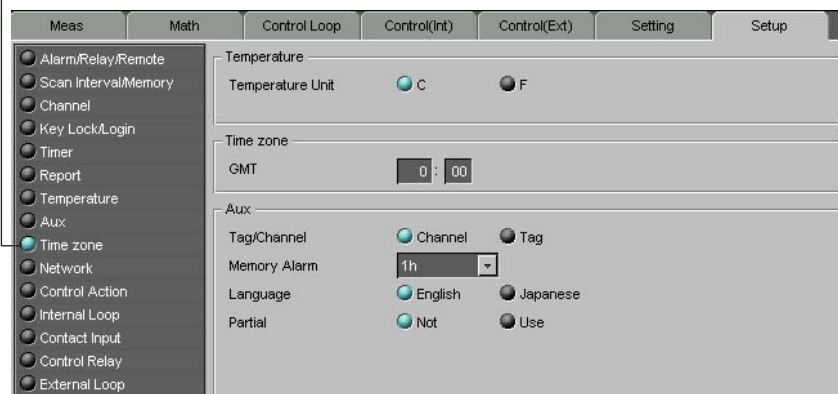 Meas Math Control Loop Control(Int) Control(Ext) Setting Setup
Alarm/Relay/Remote
Scan Interval/Memory
Channel
Key Lock/Login
Timer
Report
Temperature
Aux
Time zone
Network
Control Action
Internal Loop
Contact Input
Control Relay
External Loop
Temperature
Temperature Unit C F
Time zone
GMT 0 : 00
Aux
Tag/Channel Channel Tag
Memory Alarm 1h
Language English Japanese
Partial Not Use